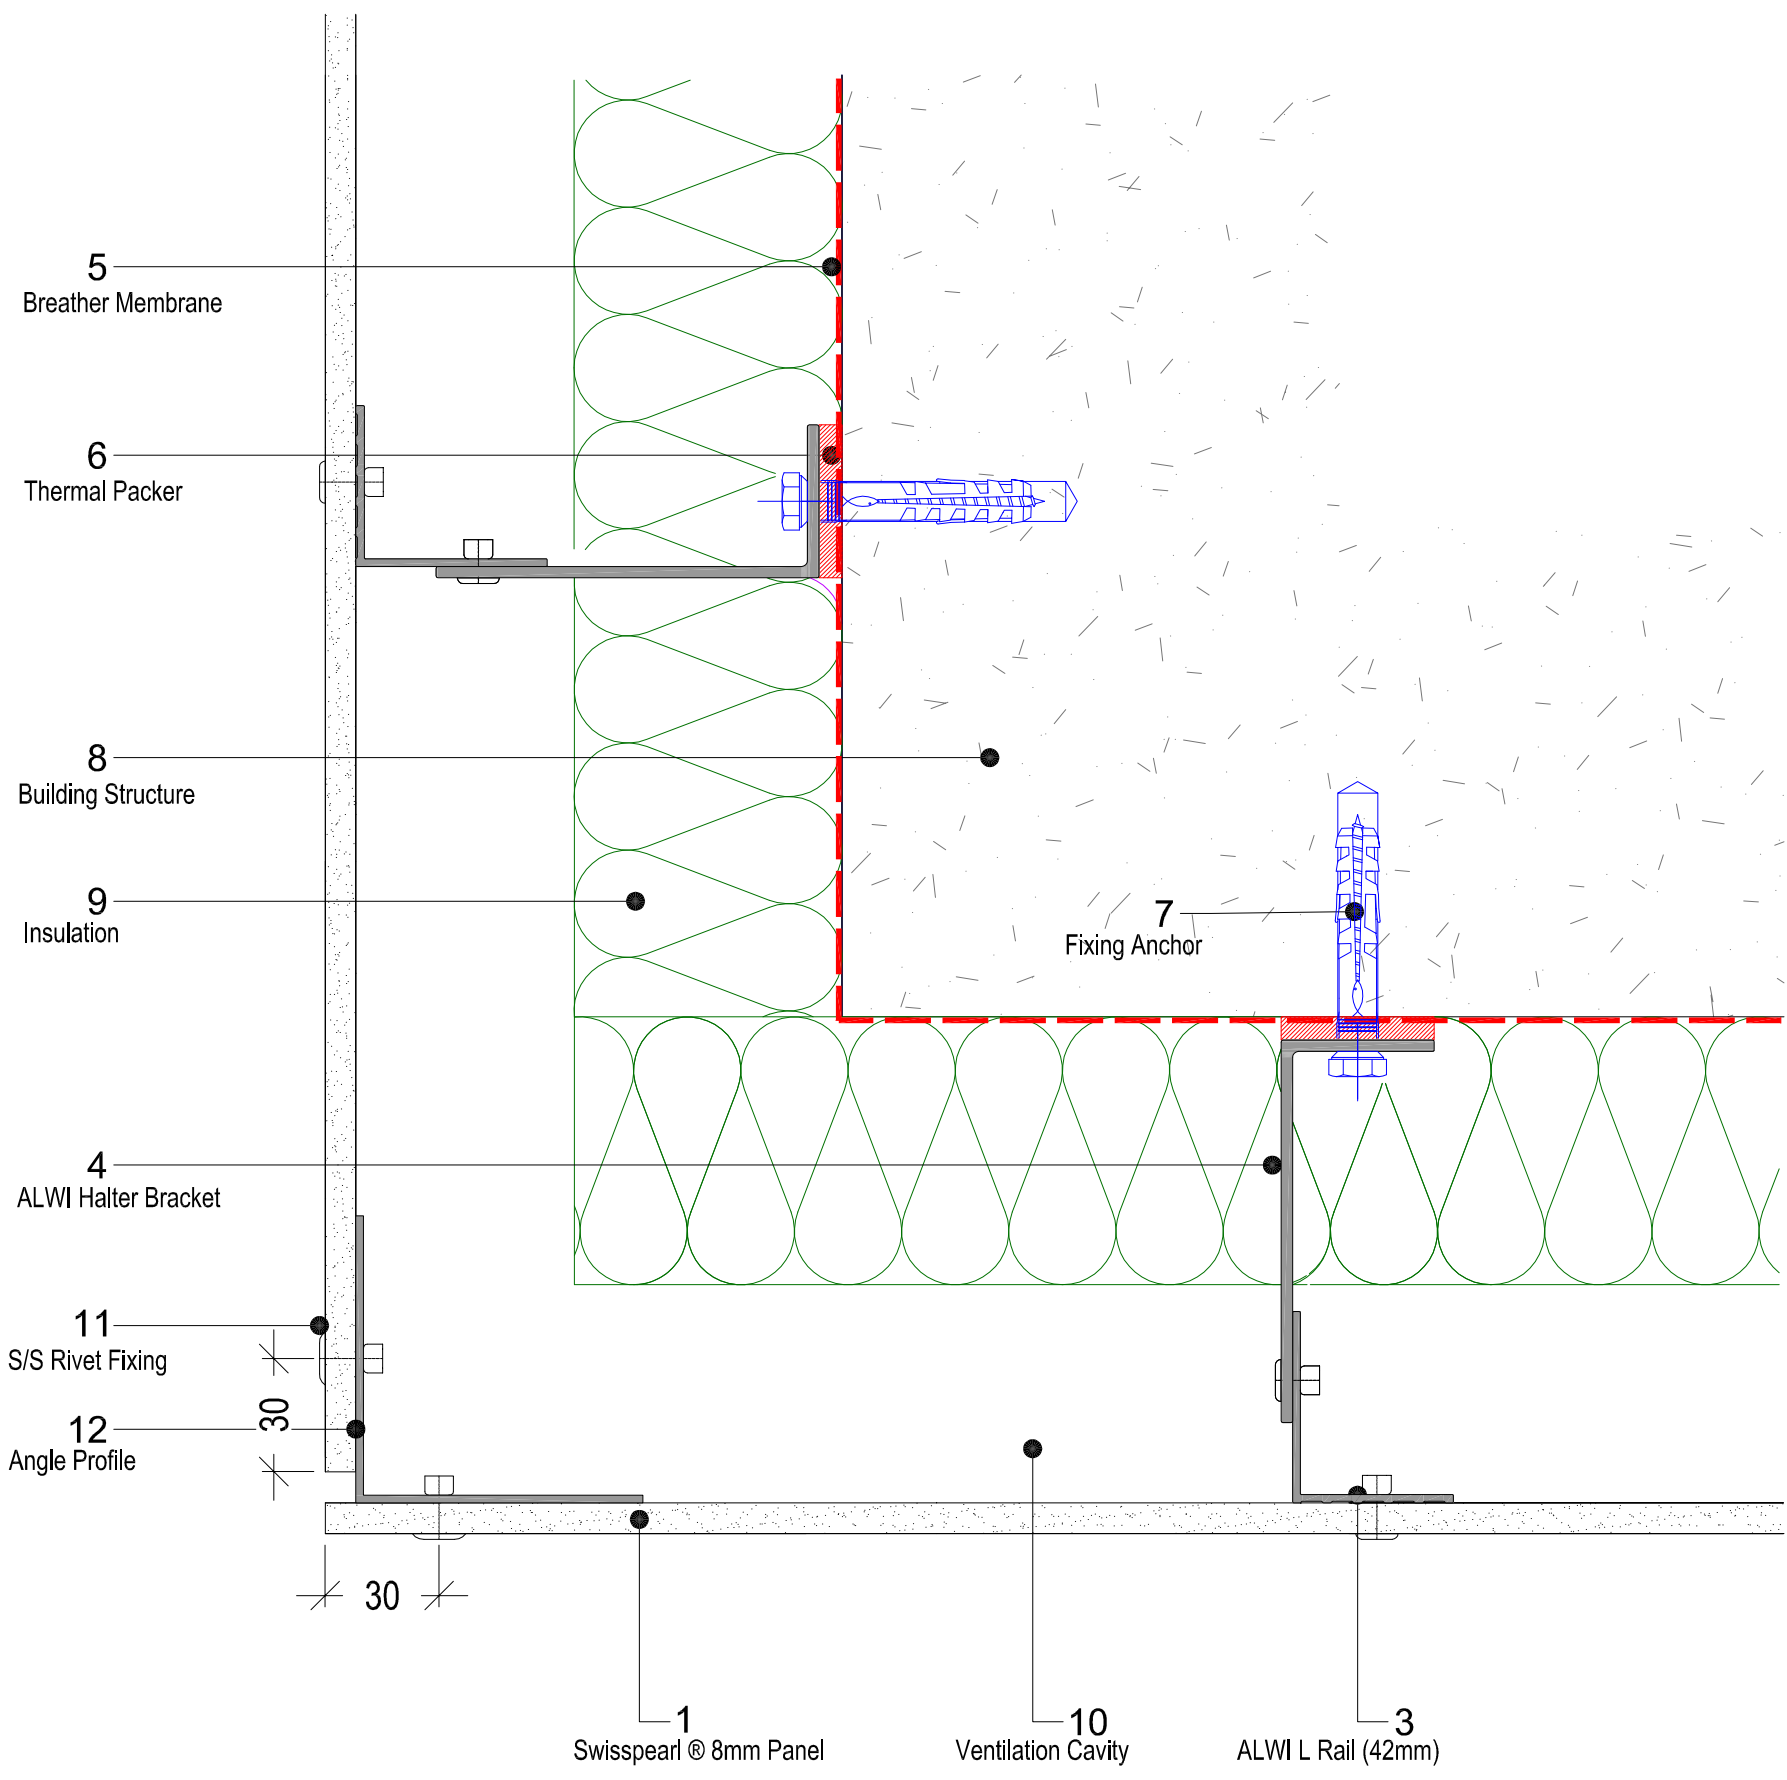 5
Breather Membrane
6
Thermal Packer
8
Building Structure
9
Insulation
7
Fixing Anchor
4
ALWI Halter Bracket
11
S/S Rivet Fixing
30
12
Angle Profile
30
1
Swisspearl ® 8mm Panel
10
Ventilation Cavity
3
ALWI L Rail (42mm)